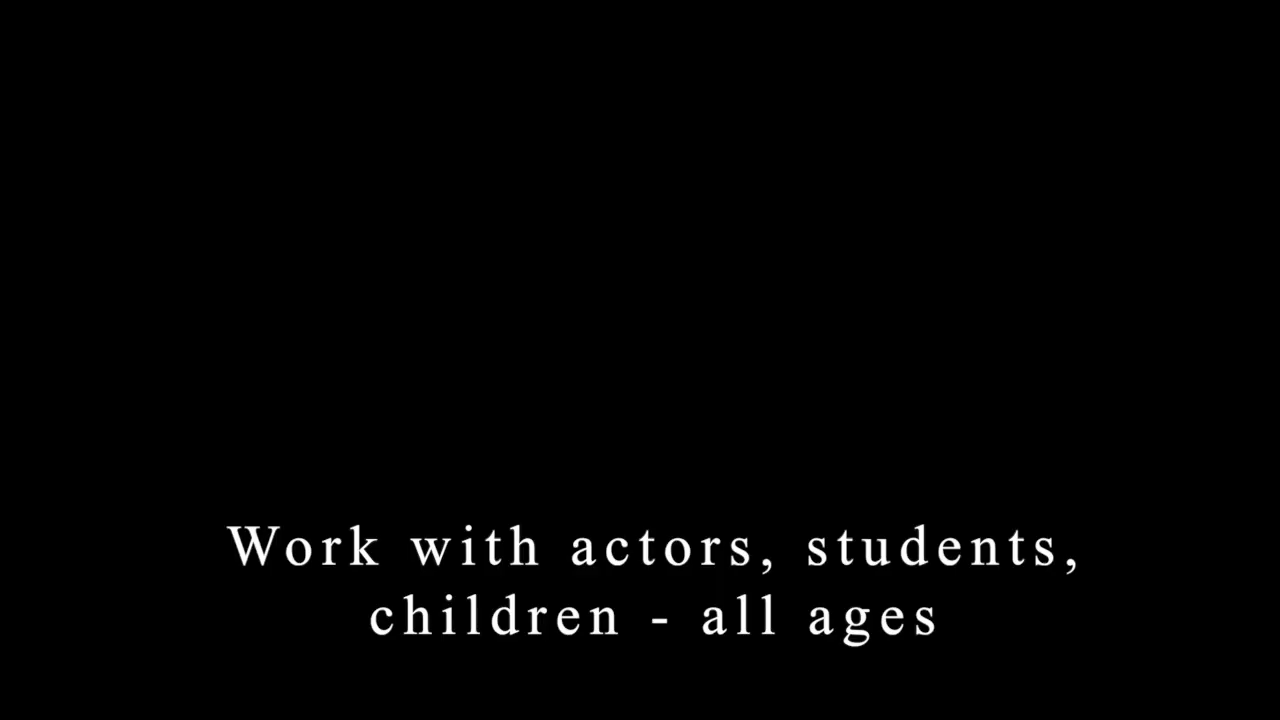 Work with actors, students,
children - all ages